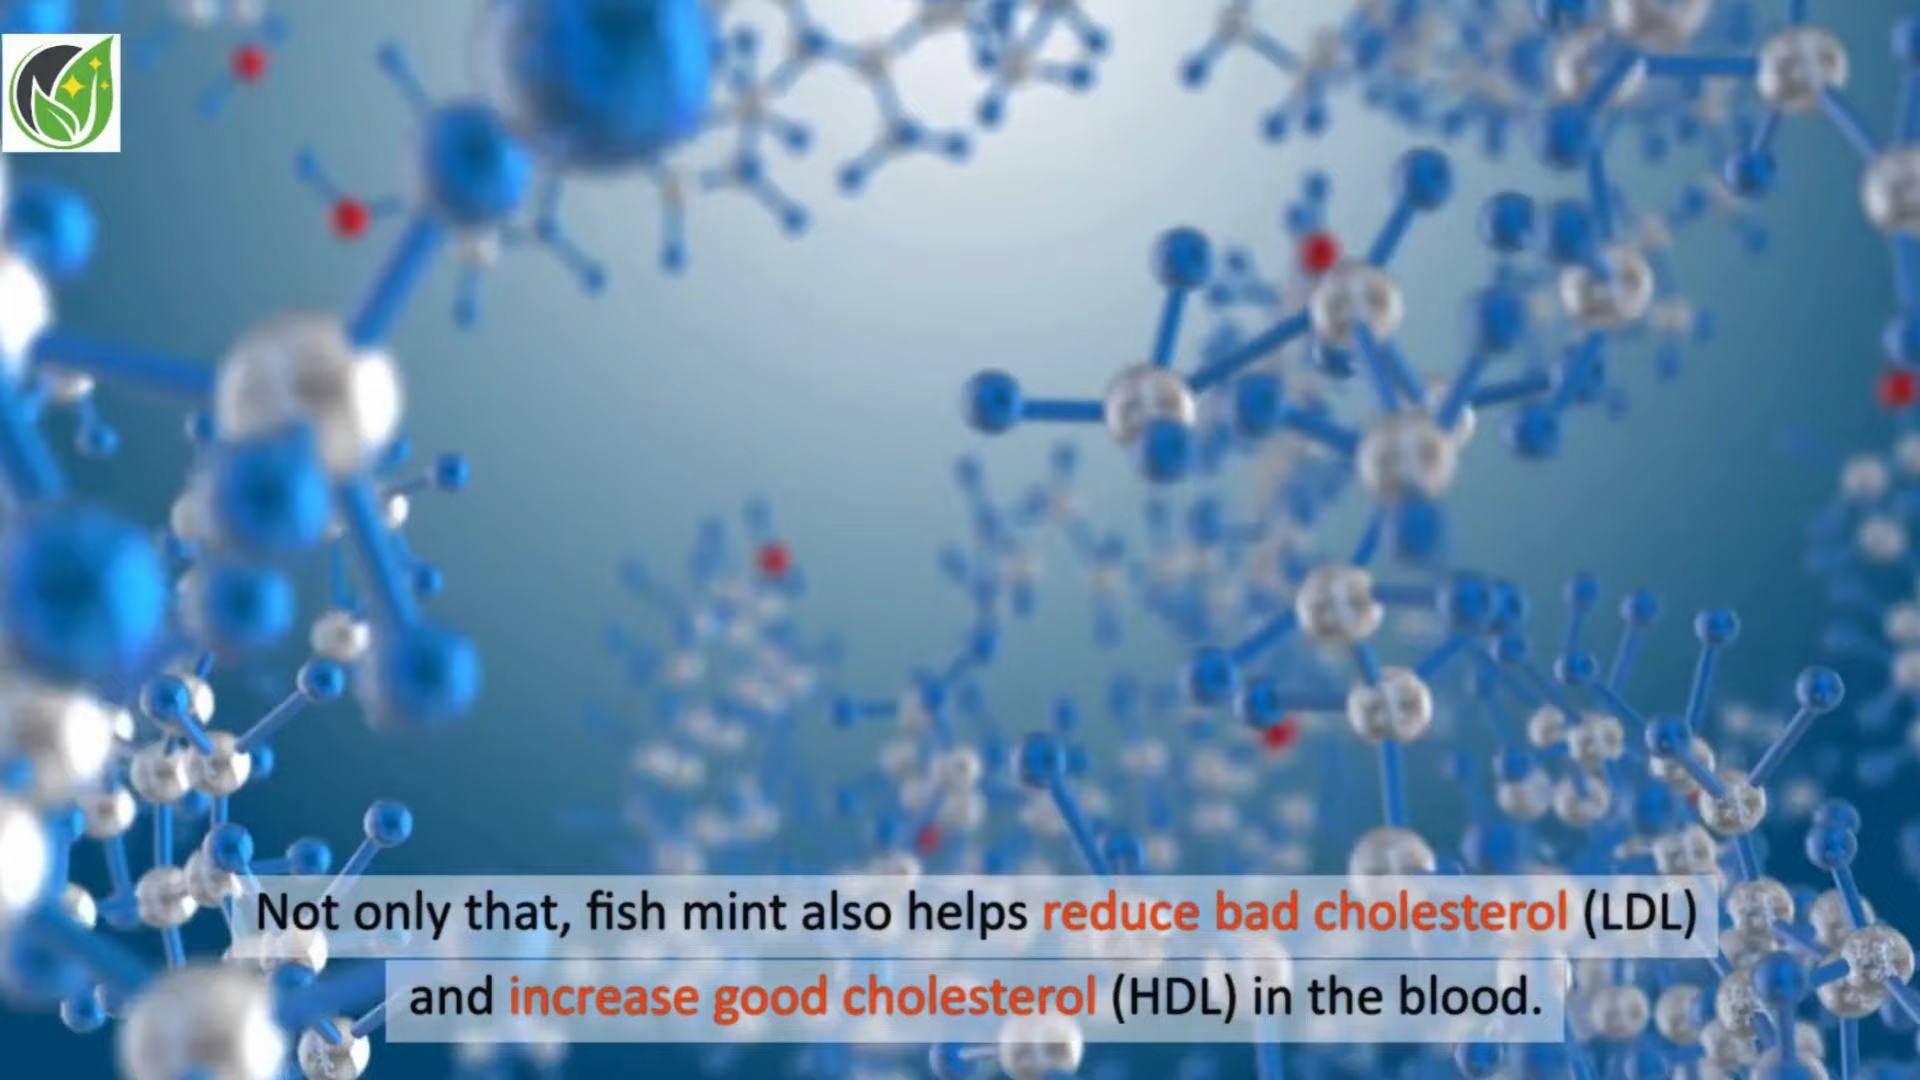 Not only that, fish mint also helps reduce bad cholesterol (LDL)
and increase good cholesterol (HDL) in the blood.